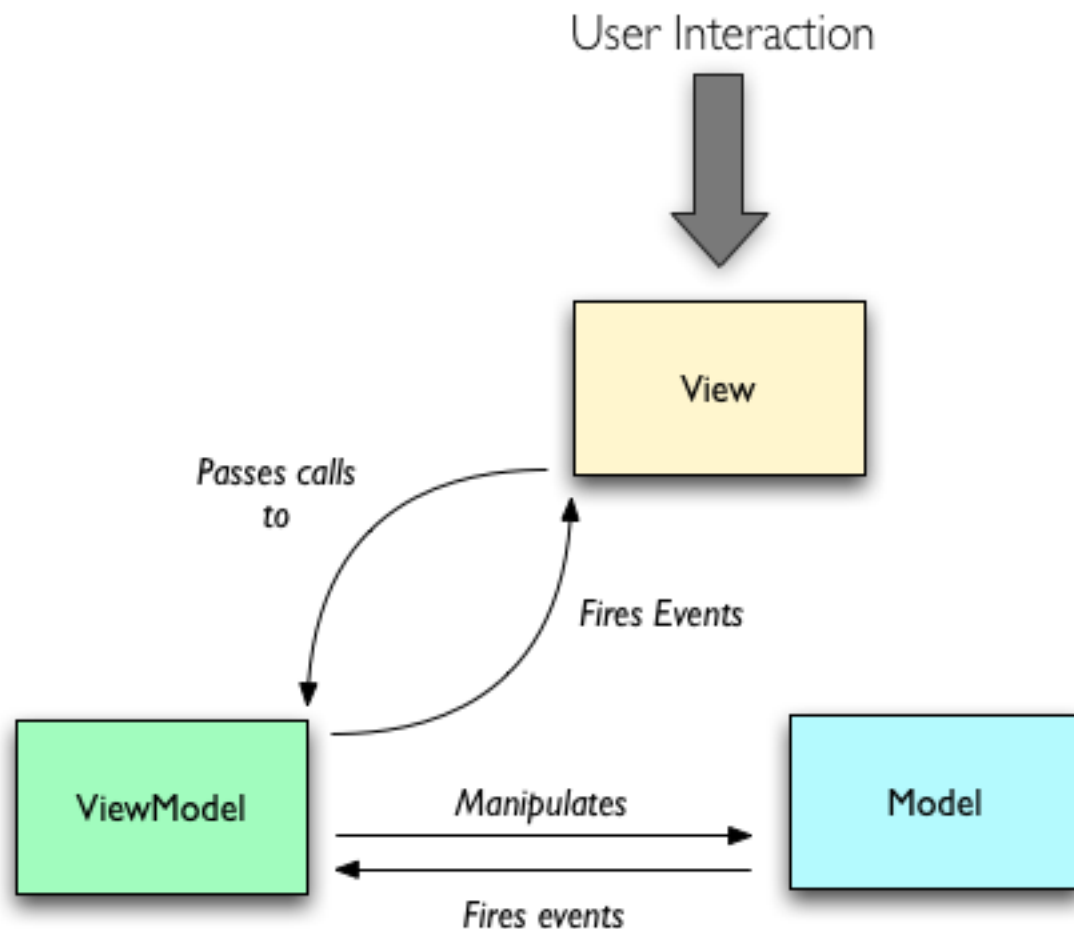 User Interaction
View
Passes calls
to
Fires Events
ViewModel
Manipulates
Model
Fires events